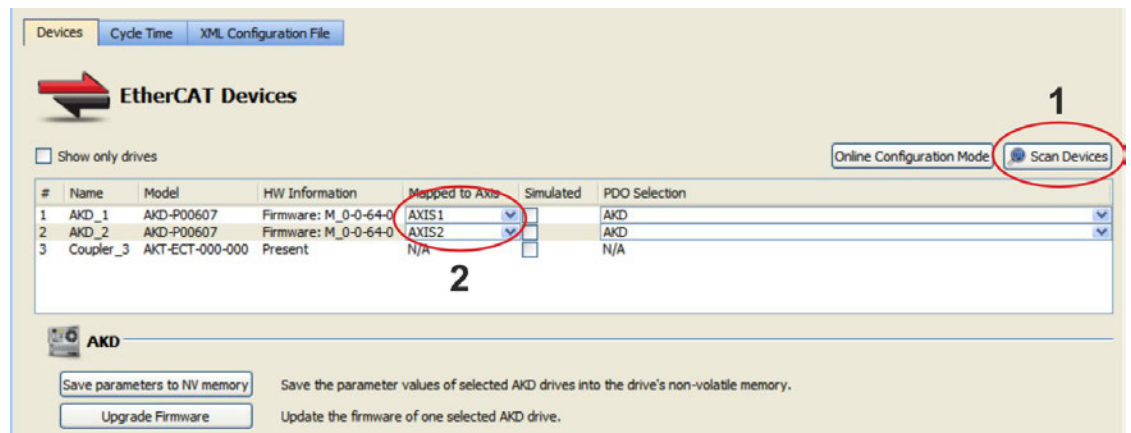 Devices Cycle Time XML Configuration File
EtherCAT Devices
1
Show only drives Online Configuration Mode Scan Devices
# Name Model HW Information Mapped to Axis Simulated PDO Selection
1 AKD_1 AKD-P00607 Firmware: M_0-0-64-0 AXIS1 AKD
2 AKD_2 AKD-P00607 Firmware: M_0-0-64-0 AXIS2 AKD
3 Coupler_3 AKT-ECT-000-000 Present N/A N/A
2
AKD
Save parameters to NV memory Save the parameter values of selected AKD drives into the drive's non-volatile memory.
Upgrade Firmware Update the firmware of one selected AKD drive.